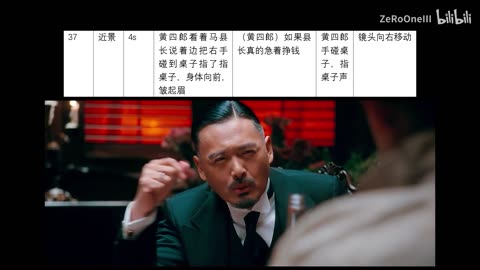 ZeRoOneIII bilibili
37 近景 4s 黄四郎看着马县 （黄四郎）如果县 黄四郎 镜头向右移动
长说着边把右手 长真的急着挣钱 手碰桌
碰到桌子指了指 子，指
桌子，身体向前， 桌子声
皱起眉